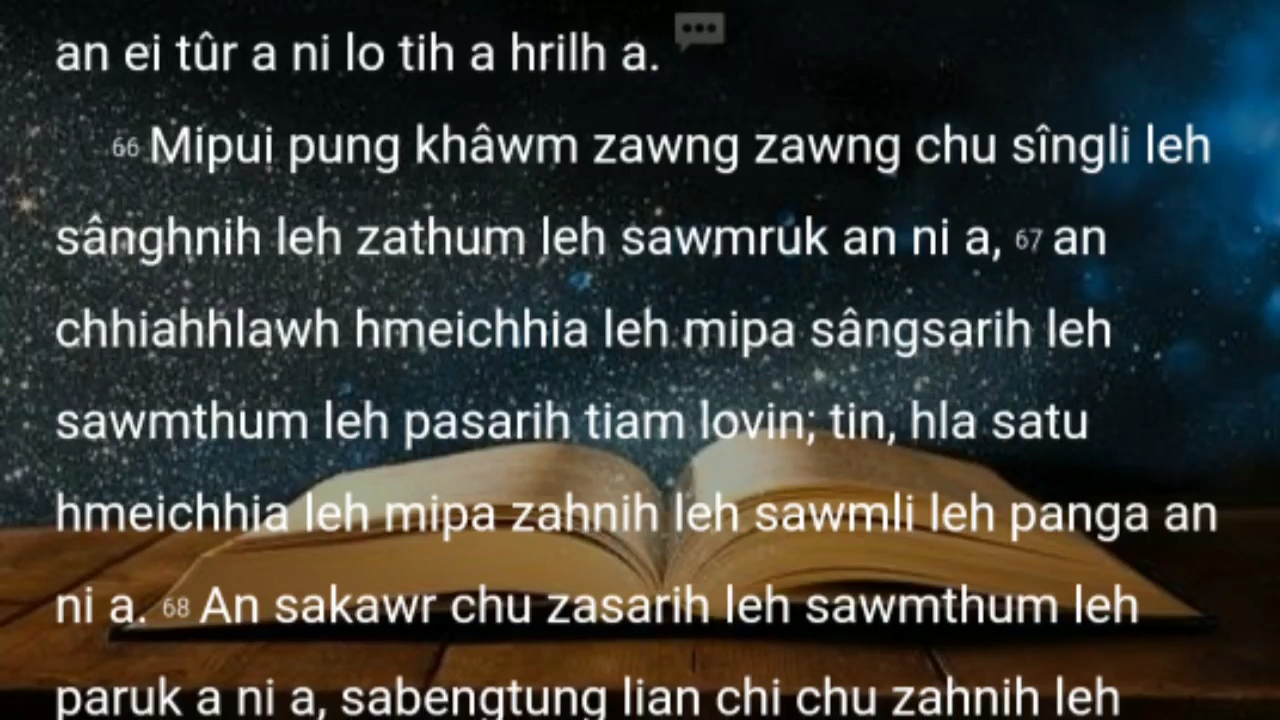 an ei tûr a ni lo tih a hrilh a.
66 Mipui pung khâwm zawng zawng chu sîngli leh
sânghnih leh zathum leh sawmruk an ni a, 67 an
chhiahhlawh hmeichhia leh mipa sângsarih leh
sawmthum leh pasarih tiam lovin; tin, hla satu
hmeichhia leh mipa zahnih leh sawmli leh panga an
ni a. 68 An sakawr chu zasarih leh sawmthum leh
paruk a ni a, sabengtung lian chi chu zahnih leh